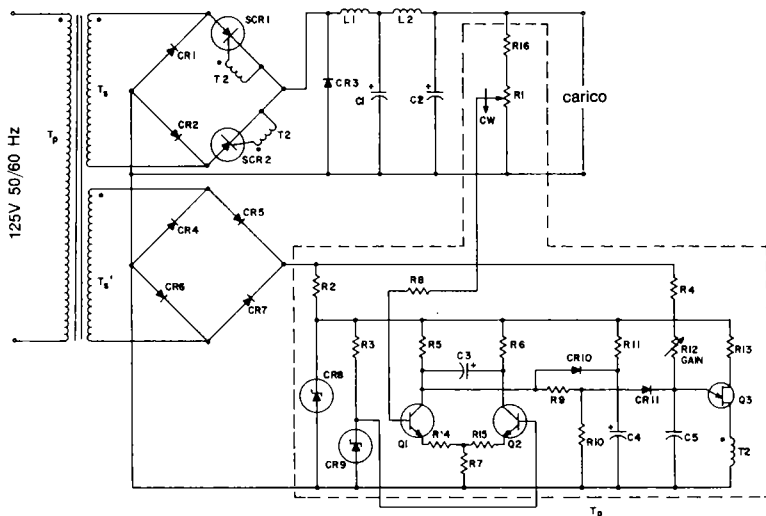 125V 50/60 Hz
Tp
Ts
CR1
SCR1
T2
CR2
T2
SCR2
L1
L2
CR3
C1
C2
R16
R1
CW
carico
Ts'
CR4
CR5
CR6
CR7
R2
R8
R4
R3
R5
C3
R6
R11
R12
GAIN
R13
CR10
CR8
R9
CR11
Q3
CR9
Q1
R14
R15
Q2
R7
R10
C4
C5
T2
Tp